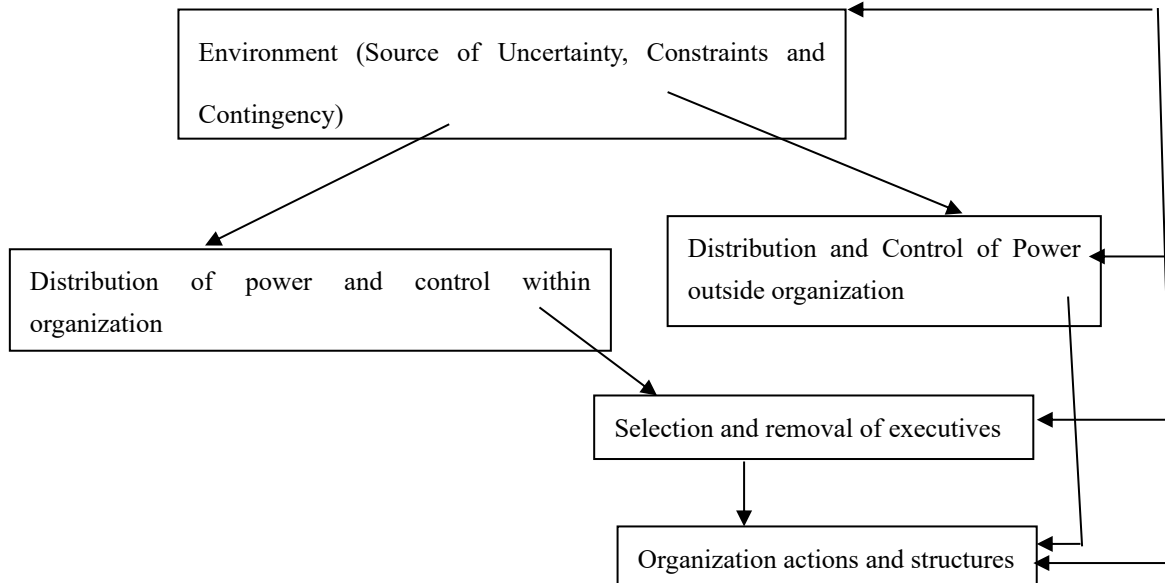 Environment (Source of Uncertainty, Constraints and
Contingency)
Distribution and Control of Power
outside organization
Distribution of power and control within
organization
Selection and removal of executives
Organization actions and structures